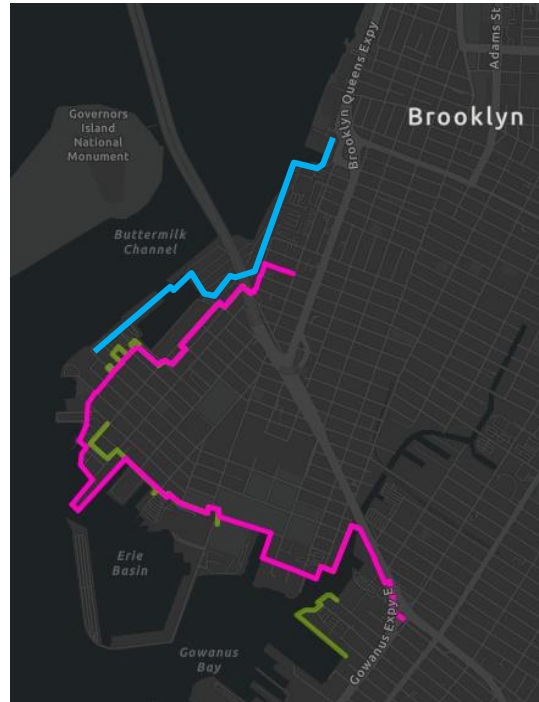 Adams St
Brooklyn Queens Expy
Brooklyn
Governors
Island
National
Monument
Buttermilk
Channel
Erie
Basin
Gowanus Expy E
Gowanus
Bay